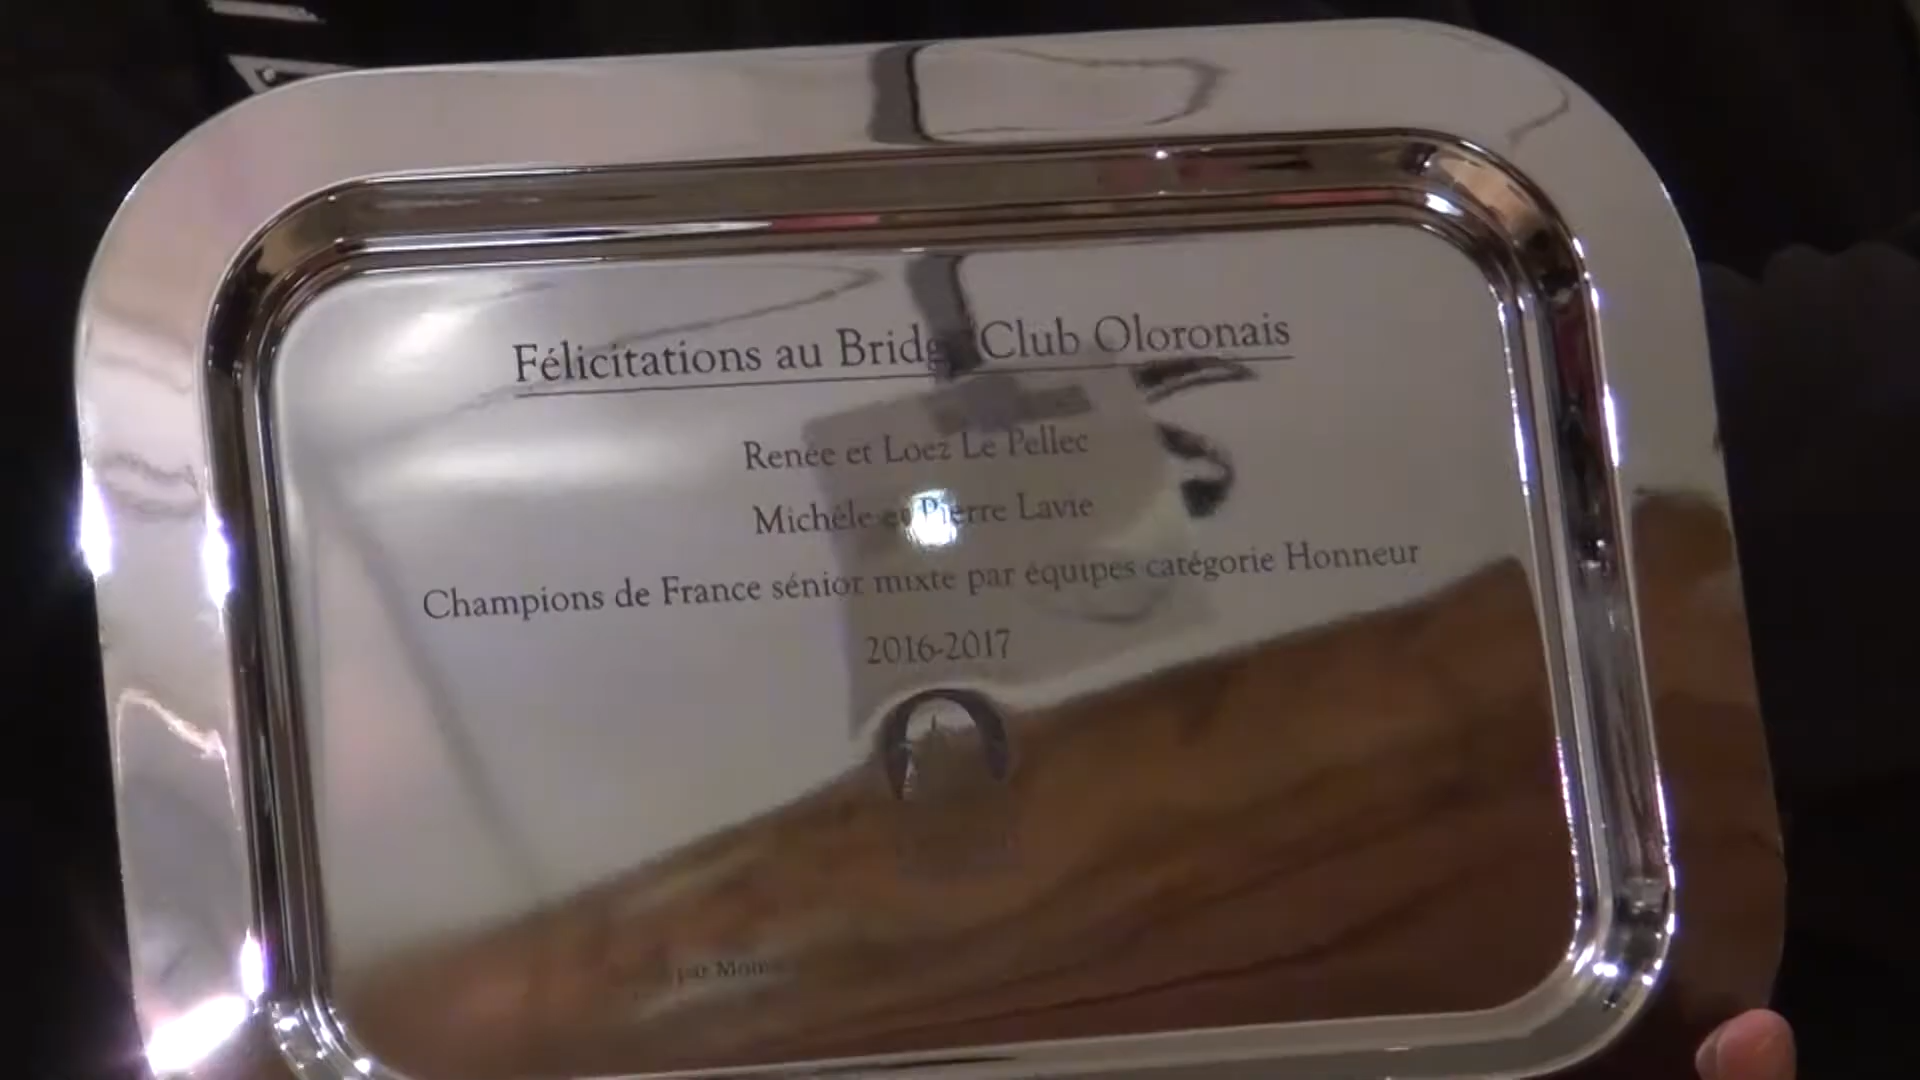 Félicitations au Bridge Club Oloronais
Renée et Loez Le Pellec
Michèle et Pierre Lavie
Champions de France sénior mixte par équipes catégorie Honneur
2016-2017
par